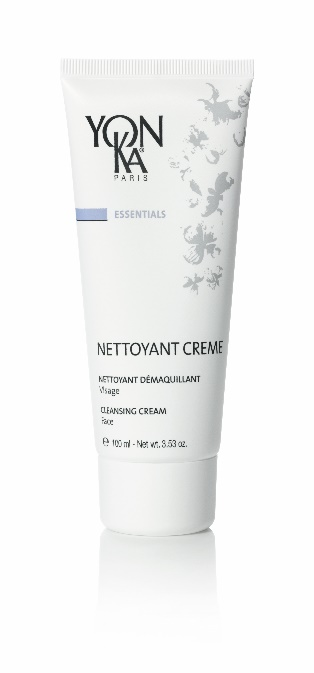 YON
KA®
PARIS
ESSENTIALS
NETTOYANT CREME
NETTOYANT DÉMAQUILLANT
Visage
CLEANSING CREAM
Face
℮ 100 ml - Net wt. 3.53 oz.